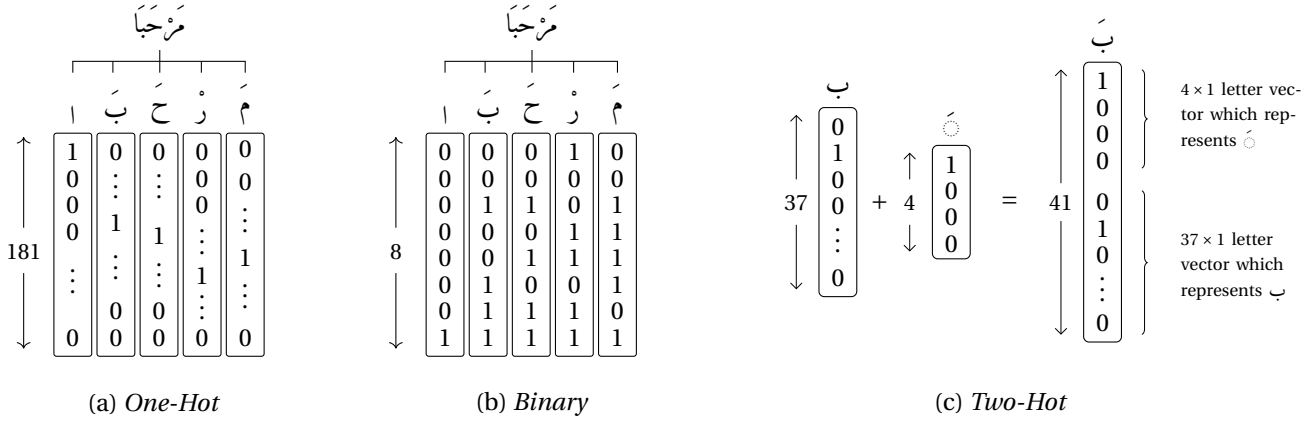 مَرْحَبَا
ا بَ حَ رْ مَ
181
1 0 0 0 0
0 ⋮ ⋮ 0 0
0 1 1 0 ⋮
0 ⋮ ⋮ ⋮ 1
⋮ 0 0 1 ⋮
0 0 0 ⋮ 0
0
(a) One-Hot
مَرْحَبَا
ا بَ حَ رْ مَ
8
0 0 0 1 0
0 0 0 0 0
0 1 1 0 1
0 0 0 1 1
0 0 1 1 1
0 1 0 0 1
0 1 1 1 0
1 1 1 1 1
(b) Binary
ب
37
0
1
0
0
⋮
0
+
◌َ
4
1
0
0
0
=
بَ
41
1
0
0
0
0
1
0
⋮
0
4 × 1 letter vec-
tor which rep-
resents ◌َ
37 × 1 letter
vector which
represents ب
(c) Two-Hot